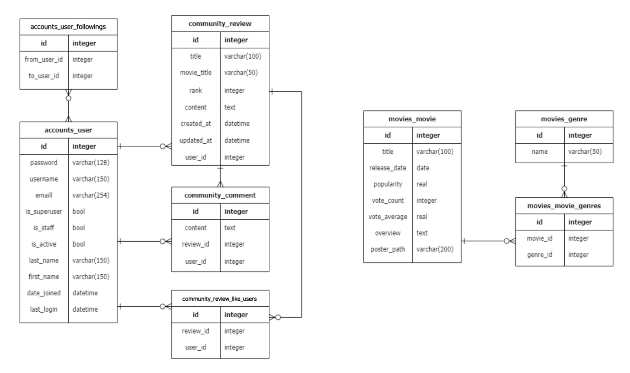 accounts_user_followings
id integer
from_user_id integer
to_user_id integer
accounts_user
id integer
password varchar(128)
username varchar(150)
emaill varchar(254)
is_superuser bool
is_staff bool
is_active bool
last_name varchar(150)
first_name varchar(150)
date_joined datetime
last_login datetime
community_review
id integer
title varchar(100)
movie_title varchar(50)
rank integer
content text
created_at datetime
updated_at datetime
user_id integer
community_comment
id integer
content text
review_id integer
user_id integer
community_review_like_users
id integer
review_id integer
user_id integer
movies_movie
id integer
title varchar(100)
release_date date
popularity real
vote_count integer
vote_average real
overview text
poster_path varchar(200)
movies_genre
id integer
name varchar(50)
movies_movie_genres
id integer
movie_id integer
genre_id integer